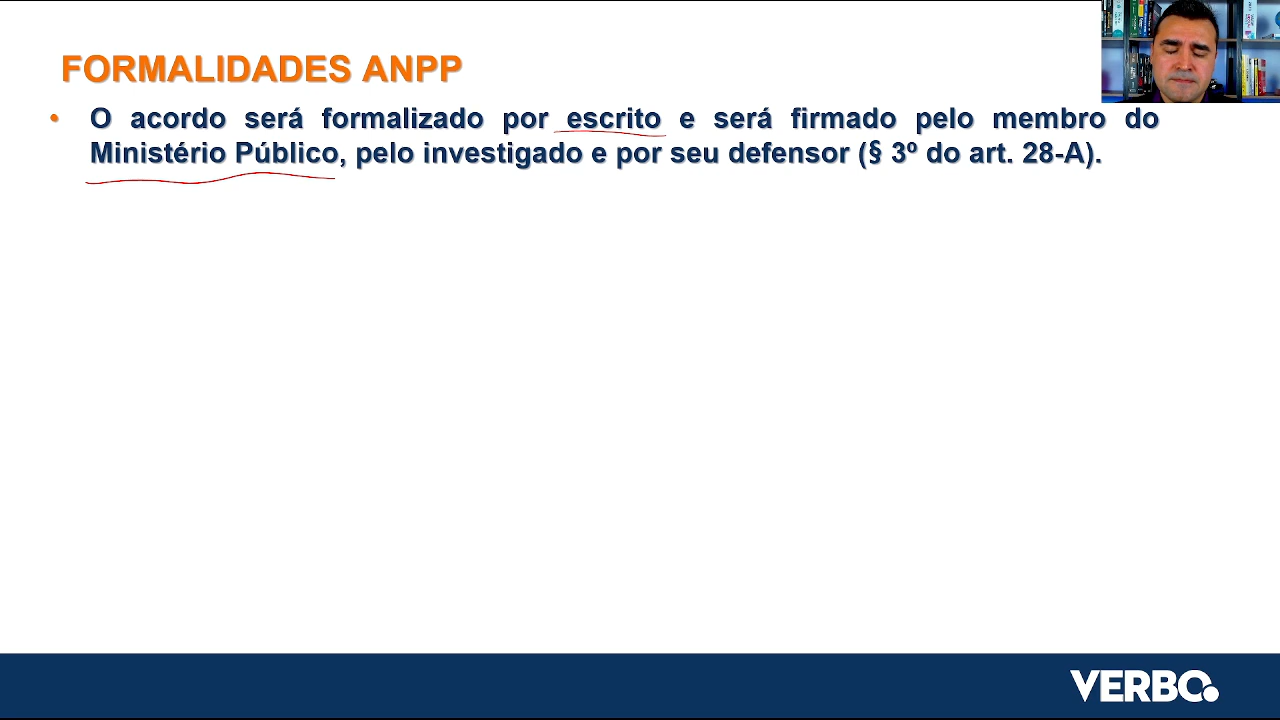 FORMALIDADES ANPP
• O acordo será formalizado por escrito e será firmado pelo membro do
Ministério Público, pelo investigado e por seu defensor (§ 3º do art. 28-A).
VERBO.